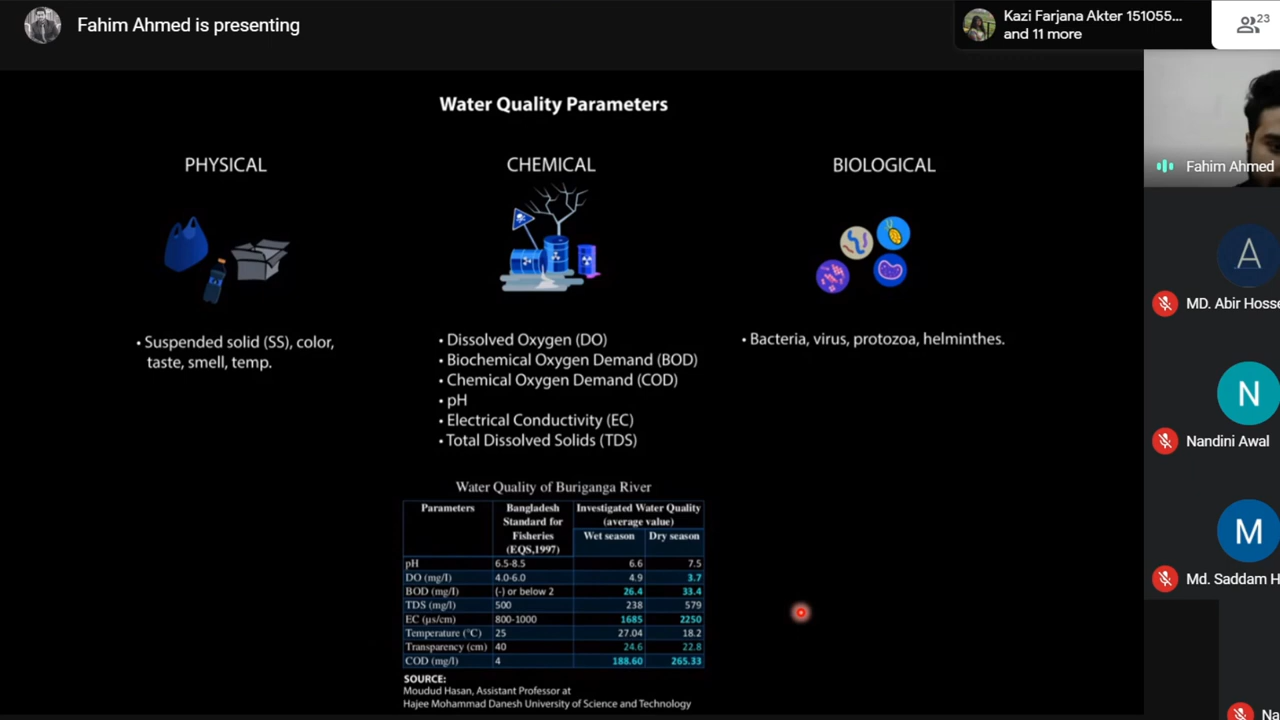 Fahim Ahmed is presenting
Kazi Farjana Akter 151055...
and 11 more
23
Water Quality Parameters
PHYSICAL
CHEMICAL
BIOLOGICAL
• Suspended solid (SS), color,
taste, smell, temp.
• Dissolved Oxygen (DO)
• Biochemical Oxygen Demand (BOD)
• Chemical Oxygen Demand (COD)
• pH
• Electrical Conductivity (EC)
• Total Dissolved Solids (TDS)
• Bacteria, virus, protozoa, helminthes.
Water Quality of Buriganga River
Parameters
Bangladesh
Standard for
Fisheries
(EQS,1997)
Investigated Water Quality
(average value)
Wet season Dry season
pH 6.5-8.5 6.6 7.5
DO (mg/l) 4.0-6.0 4.9 3.7
BOD (mg/l) (-) or below 2 26.4 33.4
TDS (mg/l) 500 238 579
EC (µs/cm) 800-1000 1685 2250
Temperature (°C) 25 27.04 18.2
Transparency (cm) 40 24.6 22.8
COD (mg/l) 4 188.60 265.33
SOURCE:
Moudud Hasan, Assistant Professor at
Hajee Mohammad Danesh University of Science and Technology
Fahim Ahmed
A
MD. Abir Hosse
N
Nandini Awal
M
Md. Saddam H
Na